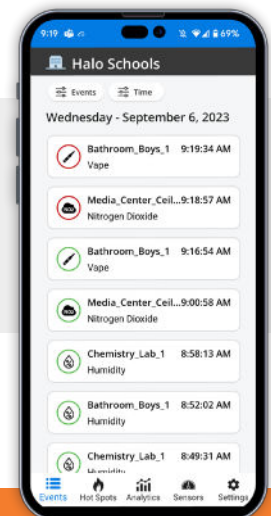 9:19 69%
Halo Schools
Events Time
Wednesday - September 6, 2023
Bathroom_Boys_1 9:19:34 AM
Vape
Media_Center_Ceil...9:18:57 AM
Nitrogen Dioxide
Bathroom_Boys_1 9:16:54 AM
Vape
Media_Center_Ceil...9:00:58 AM
Nitrogen Dioxide
Chemistry_Lab_1 8:58:13 AM
Humidity
Bathroom_Boys_1 8:52:02 AM
Humidity
Chemistry_Lab_1 8:49:31 AM
Humidity
Events Hot Spots Analytics Sensors Settings